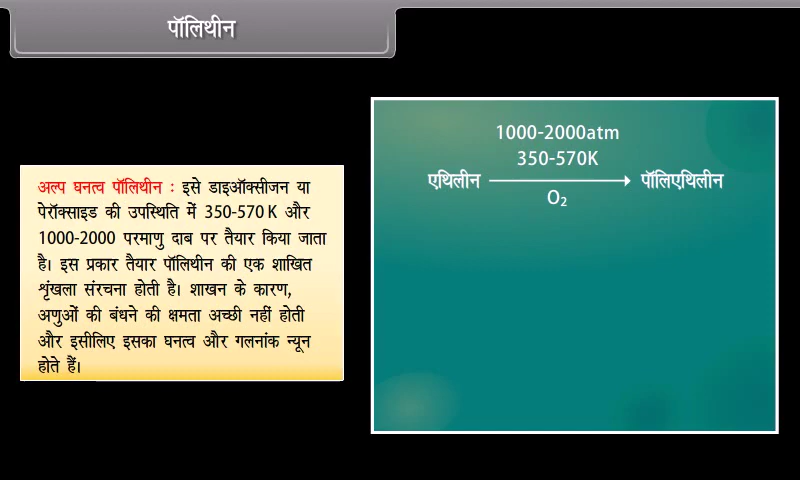 पॉलिथीन
अल्प घनत्व पॉलिथीन : इसे डाइऑक्सीजन या
पेरॉक्साइड की उपस्थिति में 350-570 K और
1000-2000 परमाणु दाब पर तैयार किया जाता
है। इस प्रकार तैयार पॉलिथीन की एक शाखित
शृंखला संरचना होती है। शाखन के कारण,
अणुओं की बंधने की क्षमता अच्छी नहीं होती
और इसीलिए इसका घनत्व और गलनांक न्यून
होते हैं।
1000-2000atm
350-570K
एथिलीन → पॉलिएथिलीन
O₂